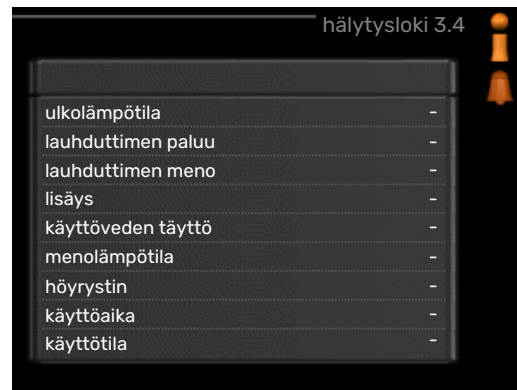 hälytysloki 3.4
ulkolämpötila -
lauhduttimen paluu -
lauhduttimen meno -
lisäys -
käyttöveden täyttö -
menolämpötila -
höyrystin -
käyttöaika -
käyttötila -